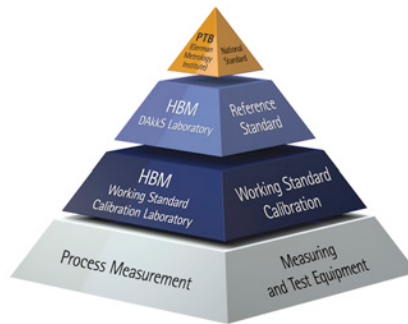 PTB
(German
Metrology
Institute)
National
Standard
HBM
DAkkS Laboratory
Reference
Standard
HBM
Working Standard
Calibration Laboratory
Working Standard
Calibration
Process Measurement
Measuring
and Test Equipment